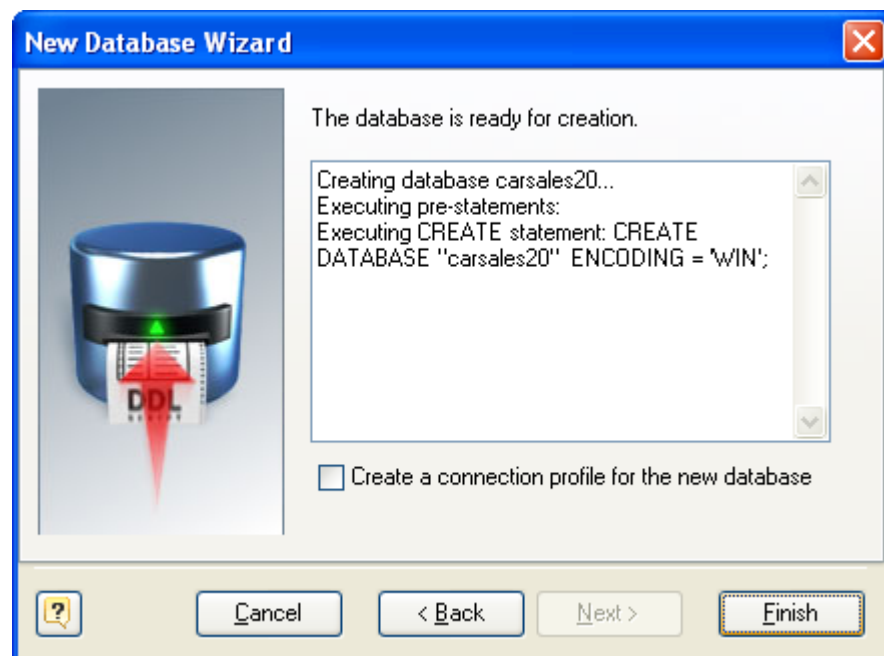 New Database Wizard
The database is ready for creation.
Creating database carsales20...
Executing pre-statements:
Executing CREATE statement: CREATE
DATABASE "carsales20"  ENCODING = 'WIN';
DDL
Create a connection profile for the new database
?
Cancel
< Back
Next >
Finish